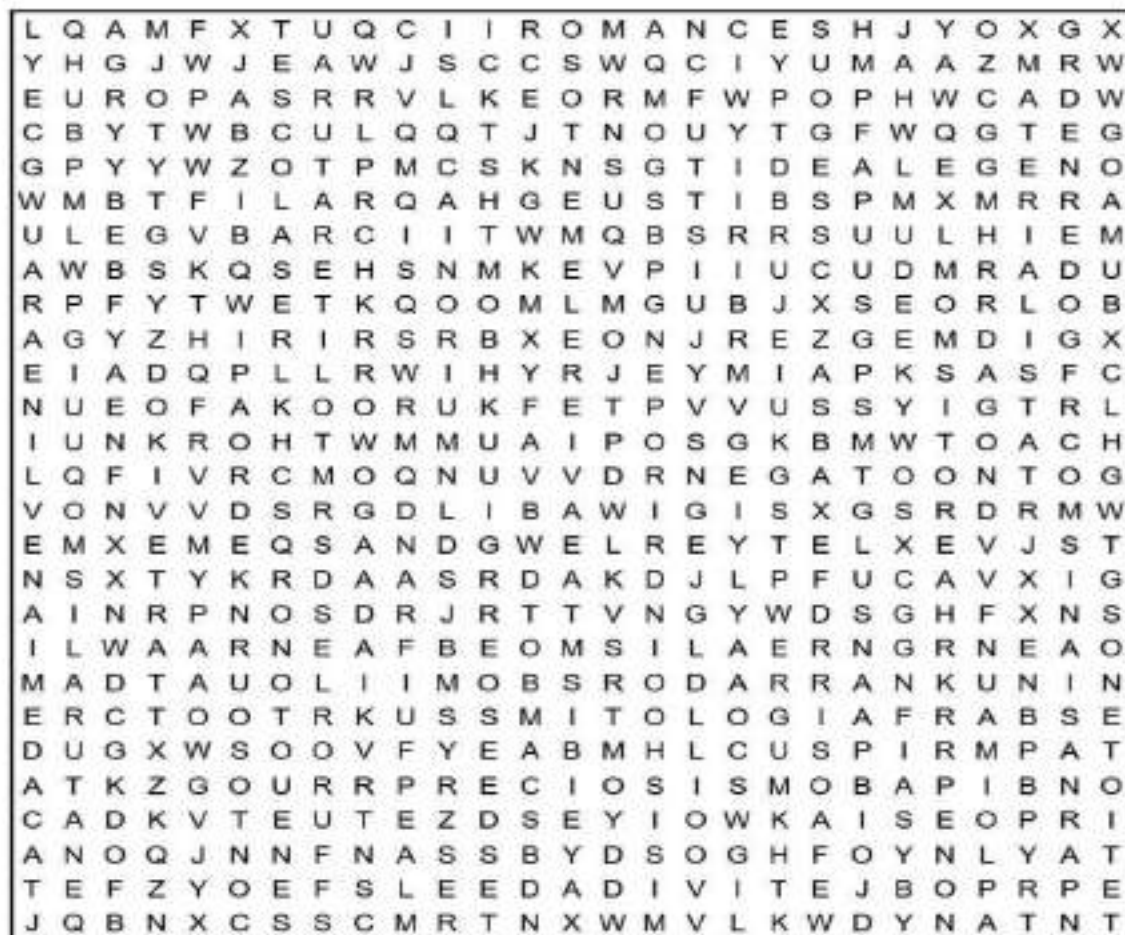 L Q A M F X T U Q C I I R O M A N C E S H J Y O X G X
Y H G J W J E A W J S C C S W Q C I Y U M A A Z M R W
E U R O P A S R R V L K E O R M F W P O P H W C A D W
C B Y T W B C U L Q Q T J T N O U Y T G F W Q G T E G
G P Y Y W Z O T P M C S K N S G T I D E A L E G E N O
W M B T F I L A R Q A H G E U S T I B S P M X M R R A
U L E G V B A R C I I T W M Q B S R R S U U L H I E M
A W B S K Q S E H S N M K E V P I I U C U D M R A D U
R P F Y T W E T K Q O O M L M G U B J X S E O R L O B
A G Y Z H I R I R S R B X E O N J R E Z G E M D I G X
E I A D Q P L L R W I H Y R J E Y M I A P K S A S F C
N U E O F A K O O R U K F E T P V V U S S Y I G T R L
I U N K R O H T W M M U A I P O S G K B M W T O A C H
L Q F I V R C M O Q N U V V D R N E G A T O O N T O G
V O N V V D S R G D L I B A W I G I S X G S R D R M W
E M X E M E Q S A N D G W E L R E Y T E L X E V J S T
N S X T Y K R D A A S R D A K D J L P F U C A V X I G
A I N R P N O S D R J R T T V N G Y W D S G H F X N S
I L W A A R N E A F B E O M S I L A E R N G R N E A O
M A D T A U O L I I M O B S R O D A R R A N K U N I N
E R C T O O T R K U S S M I T O L O G I A F R A B S E
D U G X W S O O V F Y E A B M H L C U S P I R M P A T
A T K Z G O U R R P R E C I O S I S M O B A P I B N O
C A D K V T E U T E Z D S E Y I O W K A I S E O P R I
A N O Q J N N F N A S S B Y D S O G H F O Y N L Y A T
T E F Z Y O E F S L E E D A D I V I T E J B O P R P E
J Q B N X C S S C M R T N X W M V L K W D Y N A T N T